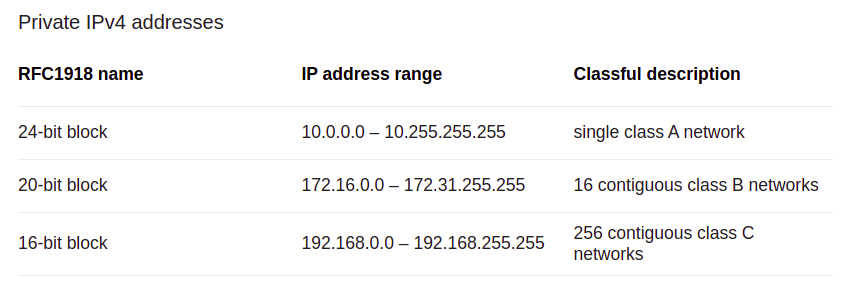 Private IPv4 addresses
RFC1918 name IP address range Classful description
24-bit block 10.0.0.0 – 10.255.255.255 single class A network
20-bit block 172.16.0.0 – 172.31.255.255 16 contiguous class B networks
16-bit block 192.168.0.0 – 192.168.255.255 256 contiguous class C
networks